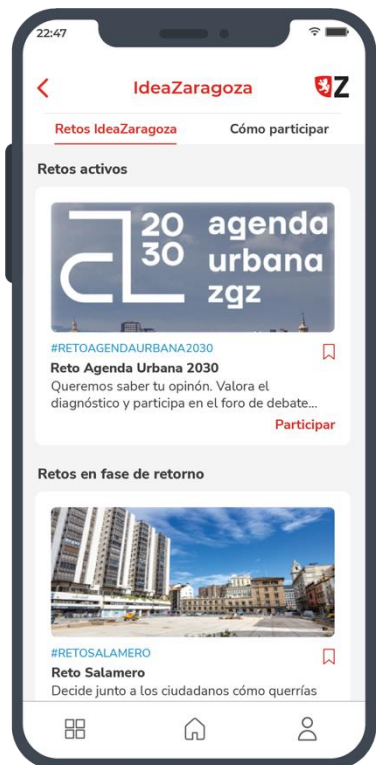 22:47
IdeaZaragoza
Z
Retos IdeaZaragoza
Cómo participar
Retos activos
20 agenda
30 urbana
zgz
#RETOAGENDAURBANA2030
Reto Agenda Urbana 2030
Queremos saber tu opinón. Valora el
diagnóstico y participa en el foro de debate...
Participar
Retos en fase de retorno
#RETOSALAMERO
Reto Salamero
Decide junto a los ciudadanos cómo querrías